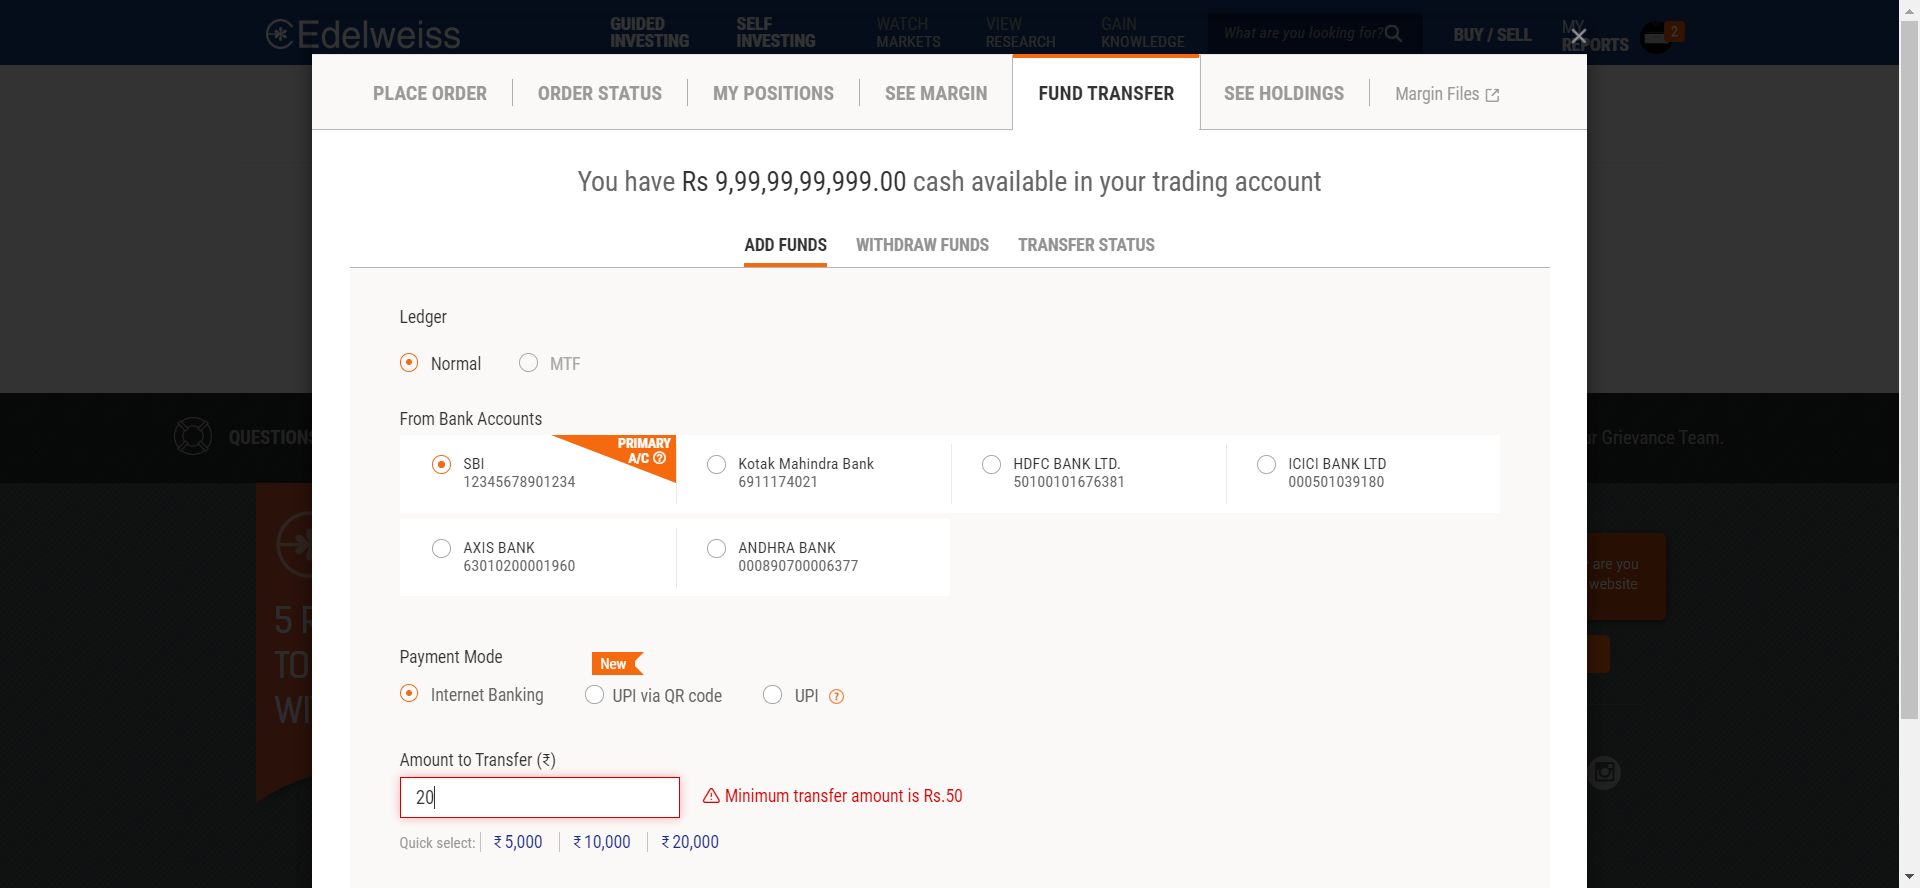 Edelweiss
GUIDED INVESTING
SELF INVESTING
WATCH MARKETS
VIEW RESEARCH
GAIN KNOWLEDGE
What are you looking for?
BUY / SELL
MY REPORTS
2
PLACE ORDER
ORDER STATUS
MY POSITIONS
SEE MARGIN
FUND TRANSFER
SEE HOLDINGS
Margin Files
You have Rs 9,99,99,99,999.00 cash available in your trading account
ADD FUNDS
WITHDRAW FUNDS
TRANSFER STATUS
Ledger
Normal
MTF
QUESTIONS
ur Grievance Team.
From Bank Accounts
PRIMARY
A/C
SBI
12345678901234
Kotak Mahindra Bank
6911174021
HDFC BANK LTD.
50100101676381
ICICI BANK LTD
000501039180
AXIS BANK
63010200001960
ANDHRA BANK
000890700006377
are you
website
5
TO
WI
Payment Mode
New
Internet Banking
UPI via QR code
UPI ?
Amount to Transfer (₹)
20
Minimum transfer amount is Rs.50
Quick select:
₹ 5,000
₹ 10,000
₹ 20,000